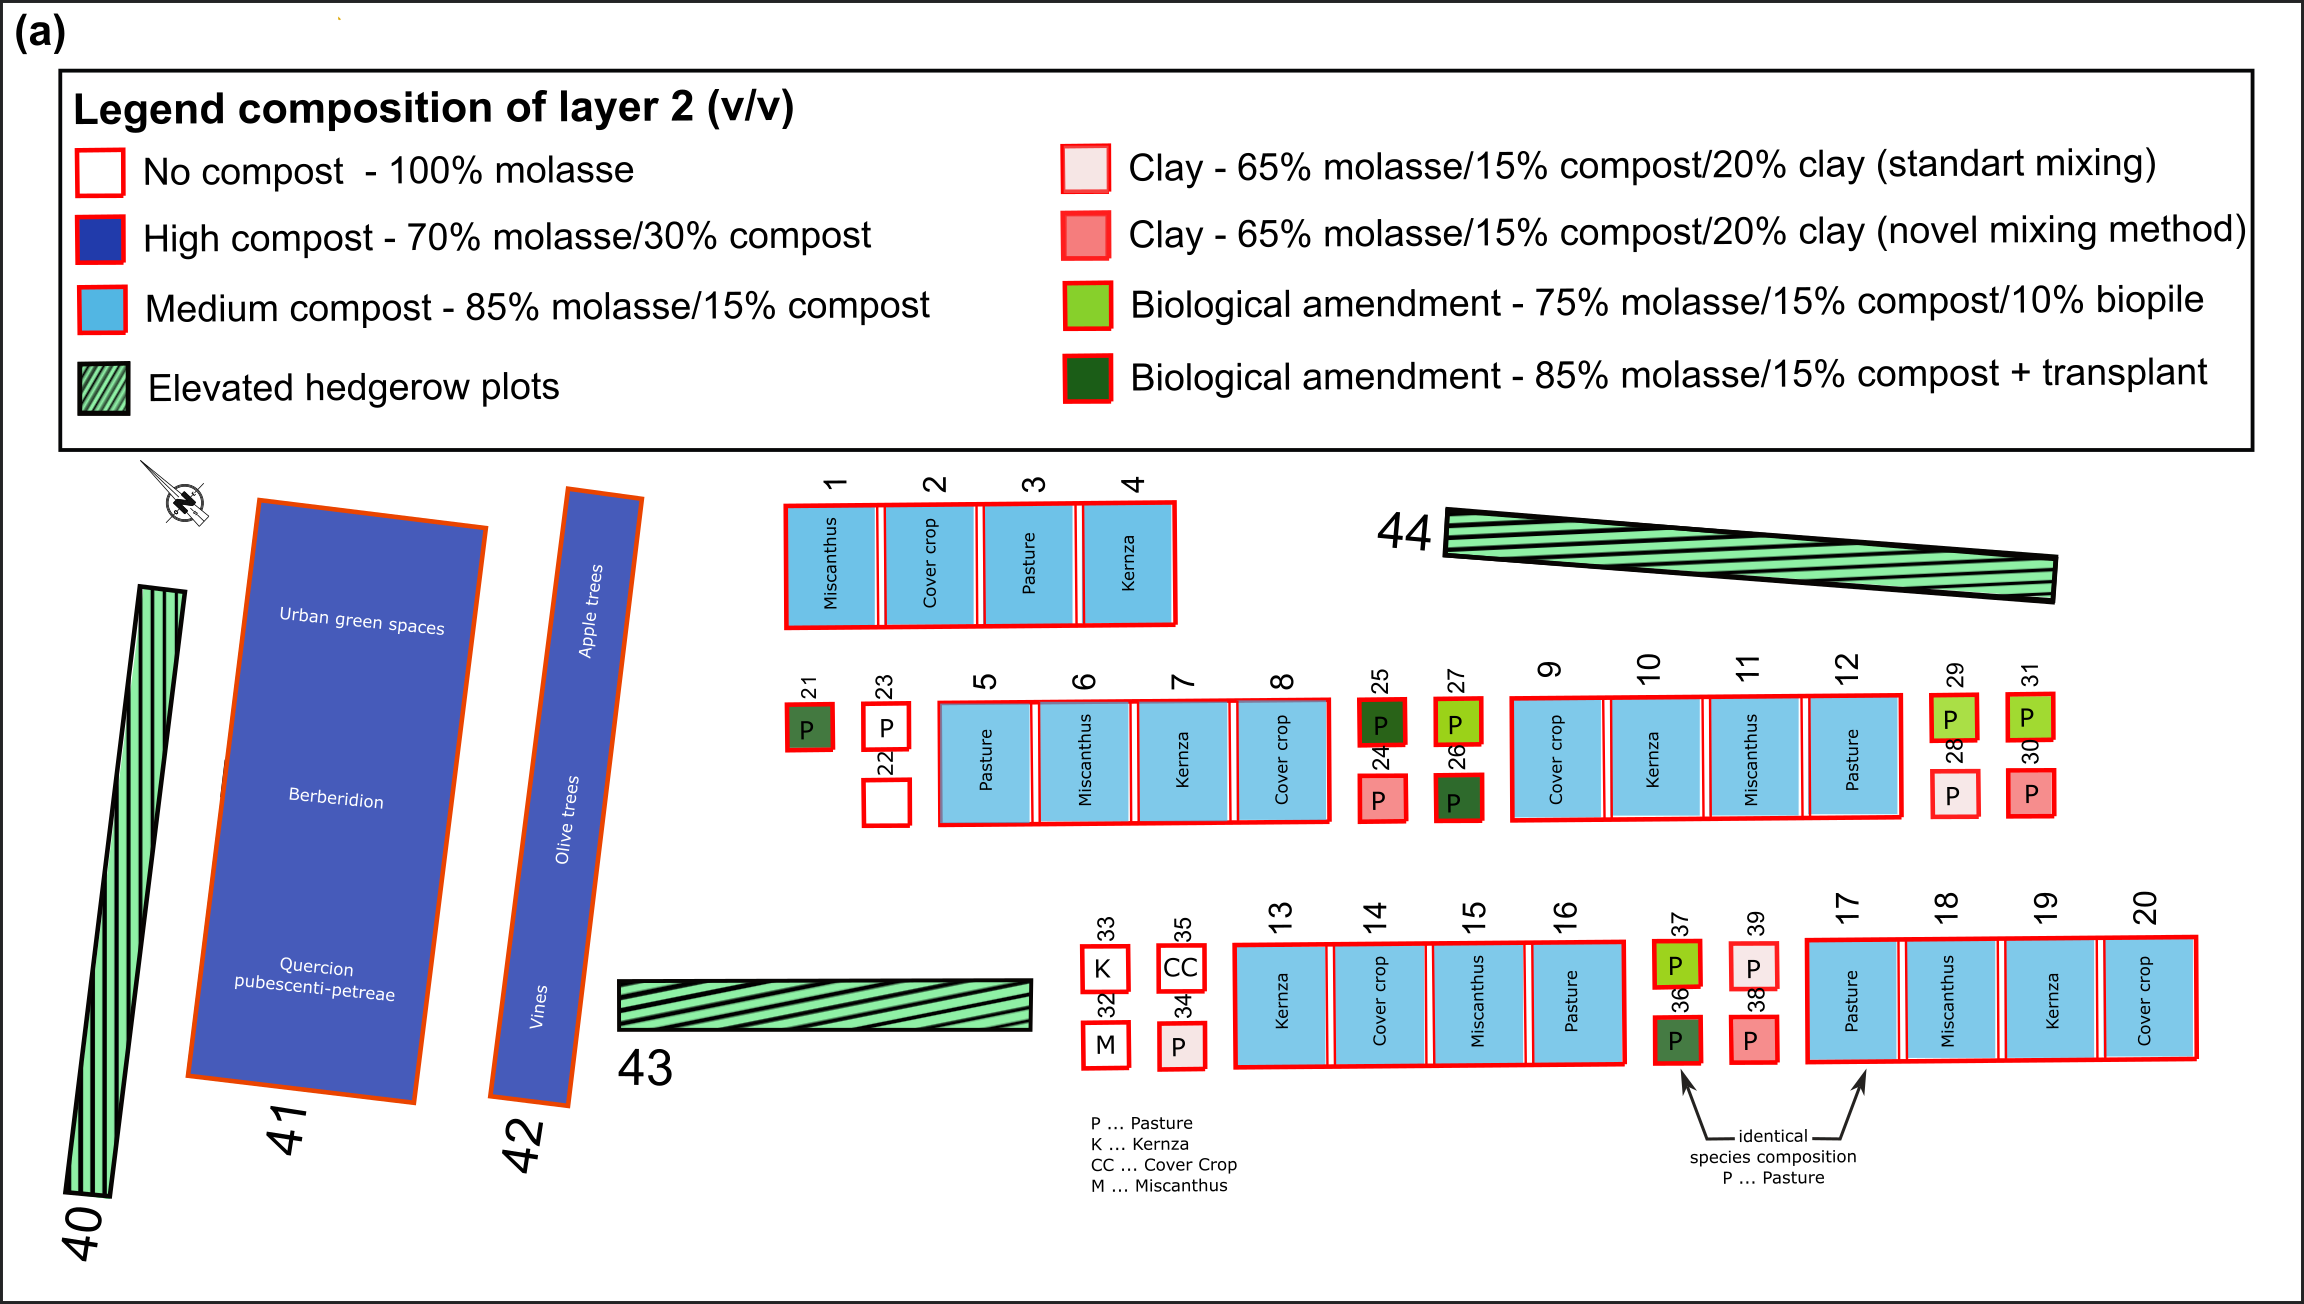 (a)
Legend composition of layer 2 (v/v)
No compost - 100% molasse
High compost - 70% molasse/30% compost
Medium compost - 85% molasse/15% compost
Elevated hedgerow plots
Clay - 65% molasse/15% compost/20% clay (standart mixing)
Clay - 65% molasse/15% compost/20% clay (novel mixing method)
Biological amendment - 75% molasse/15% compost/10% biopile
Biological amendment - 85% molasse/15% compost + transplant
N
40
Urban green spaces
Berberidion
Quercion
pubescenti-petreae
41
Apple trees
Olive trees
Vines
42
43
44
1 2 3 4
Miscanthus Cover crop Pasture Kernza
21 23
P P
22
5 6 7 8
Pasture Miscanthus Kernza Cover crop
25 27
P P
24 26
P P
9 10 11 12
Cover crop Kernza Miscanthus Pasture
29 31
P P
28 30
P P
33 35
K CC
32 34
M P
13 14 15 16
Kernza Cover crop Miscanthus Pasture
37 39
P P
36 38
P P
17 18 19 20
Pasture Miscanthus Kernza Cover crop
P ... Pasture
K ... Kernza
CC ... Cover Crop
M ... Miscanthus
identical
species composition
P ... Pasture